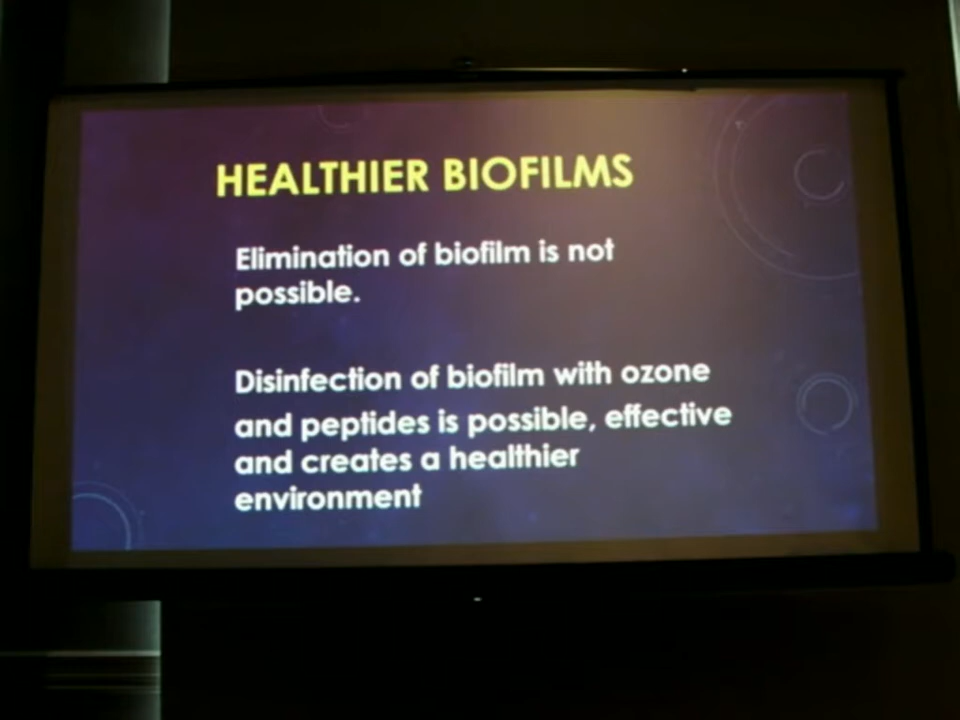 HEALTHIER BIOFILMS
Elimination of biofilm is not
possible.
Disinfection of biofilm with ozone
and peptides is possible, effective
and creates a healthier
environment